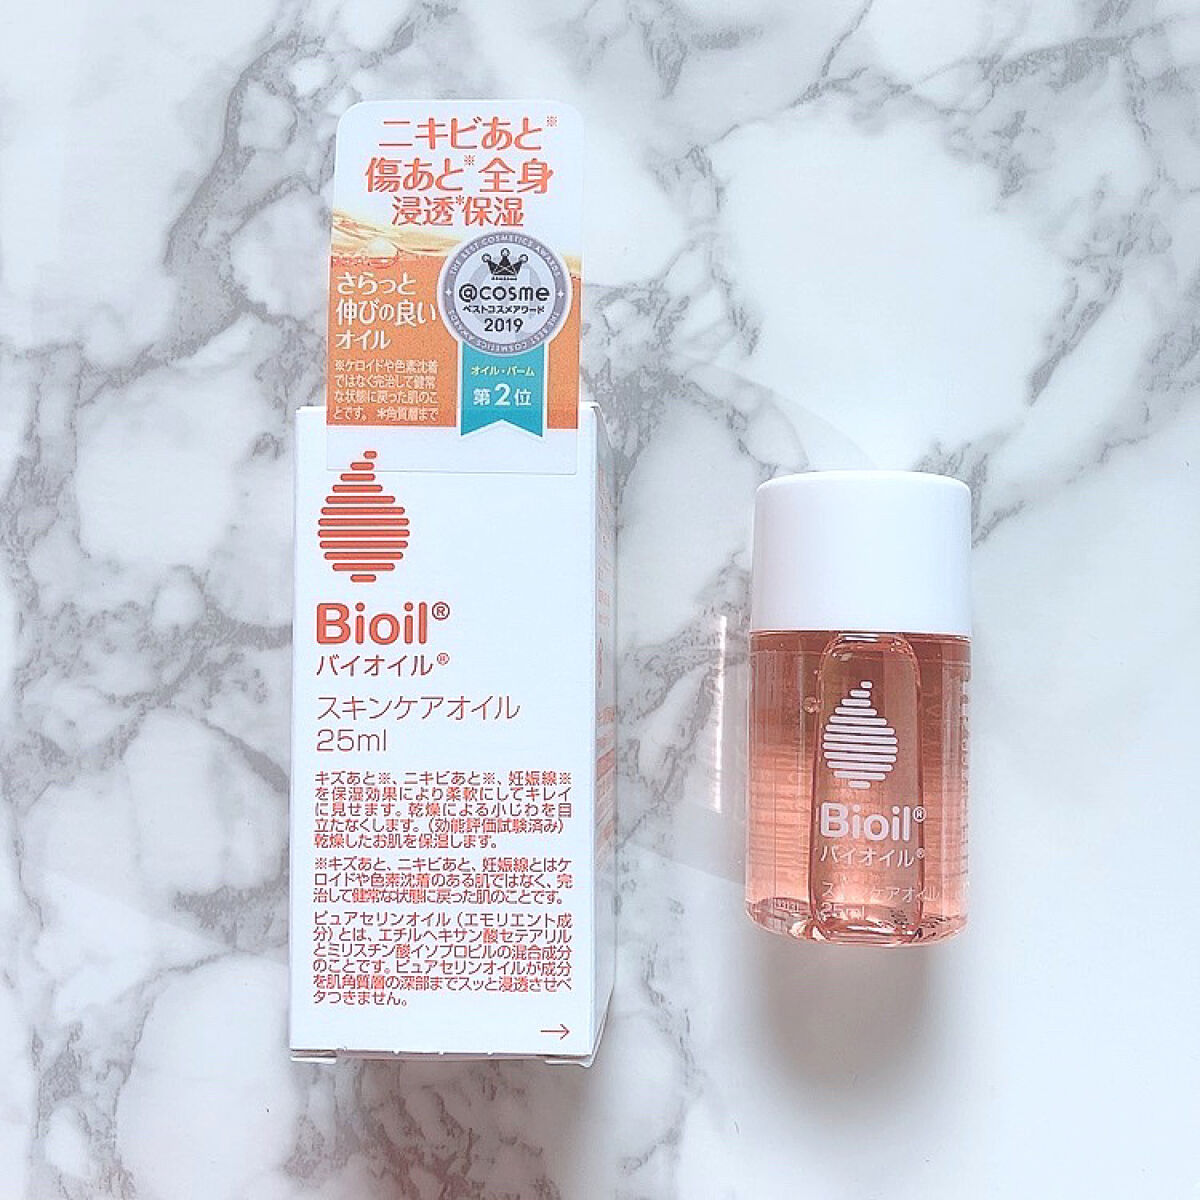 ニキビあと※
傷あと※全身
浸透*保湿
さらっと
伸びの良い
オイル
※ケロイドや色素沈着
ではなく完治して健常
な状態に戻った肌のこ
とです。 *角質層まで
THE BEST COSMETICS AWARDS
@cosme
ベストコスメアワード
2019
THE BEST COSMETICS AWARDS
オイル・バーム
第2位
Bioil®
バイオイル®
スキンケアオイル
25ml
キズあと※、ニキビあと※、妊娠線※
を保湿効果により柔軟にしてキレイ
に見せます。乾燥による小じわを目
立たなくします。（効能評価試験済み）
乾燥したお肌を保湿します。
※キズあと、ニキビあと、妊娠線とはケ
ロイドや色素沈着のある肌ではなく、完
治して健常な状態に戻った肌のことです。
ピュアセリンオイル（エモリエント成
分）とは、エチルヘキサン酸セテアリル
とミリスチン酸イソプロピルの混合成分
のことです。ピュアセリンオイルが成分
を肌角質層の深部までスッと浸透させベ
タつきません。
→
Bioil®
バイオイル®
スキンケアオイル
25ml